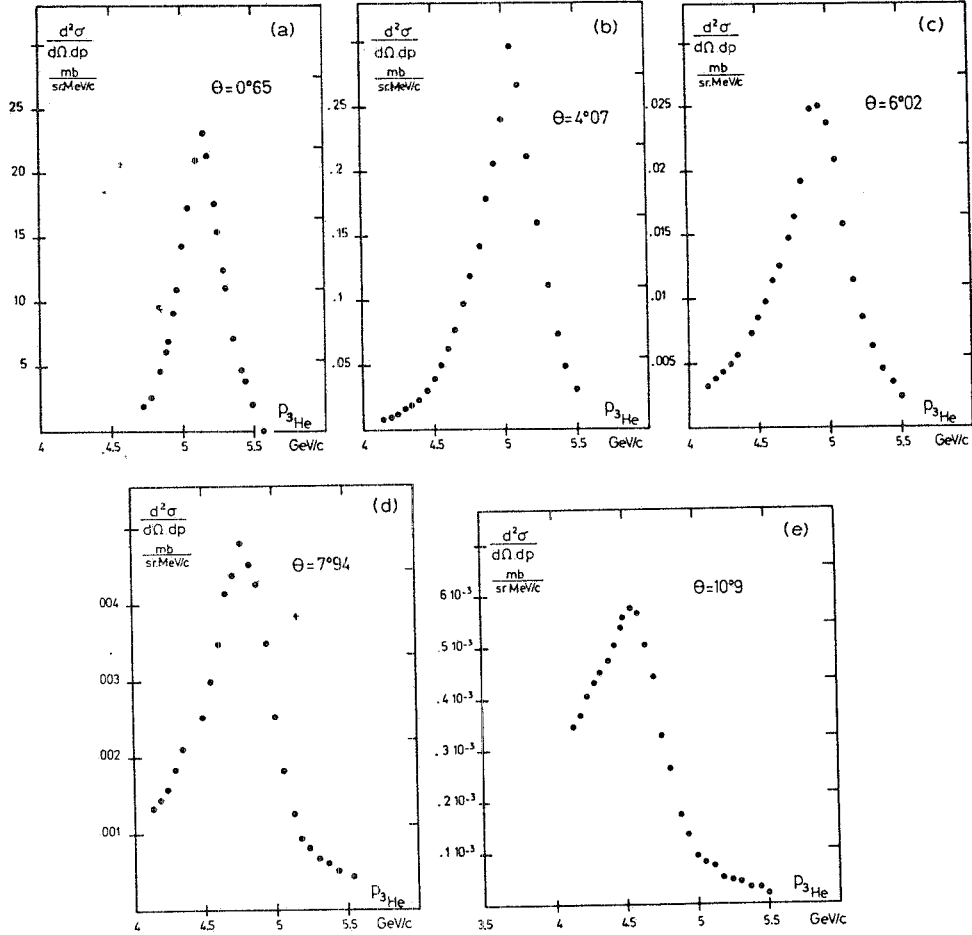 (a)
d²σ
dΩ.dp
mb
sr.MeV/c
θ=0°65
25
20
15
10
5
P₃He
4
4.5
5
GeV/c
(b)
d²σ
dΩ.dp
mb
sr.MeV/c
θ=4°07
.25
.2
.15
.1
.05
P₃He
4
4.5
5
5.5
GeV/c
(c)
d²σ
dΩ.dp
mb
sr.MeV/c
θ=6°02
0.025
0.02
0.015
0.01
0.005
P₃He
4
4.5
5
5.5
GeV/c
(d)
d²σ
dΩ.dp
mb
sr.MeV/c
θ=7°94
004
003
002
001
P₃He
4
4.5
5
5.5
GeV/c
(e)
d²σ
dΩ.dp
mb
sr.MeV/c
θ=10°9
6 10⁻³
.5 10⁻³
.4 10⁻³
.3 10⁻³
.2 10⁻³
.1 10⁻³
P₃He
3.5
4
4.5
5
5.5
GeV/c